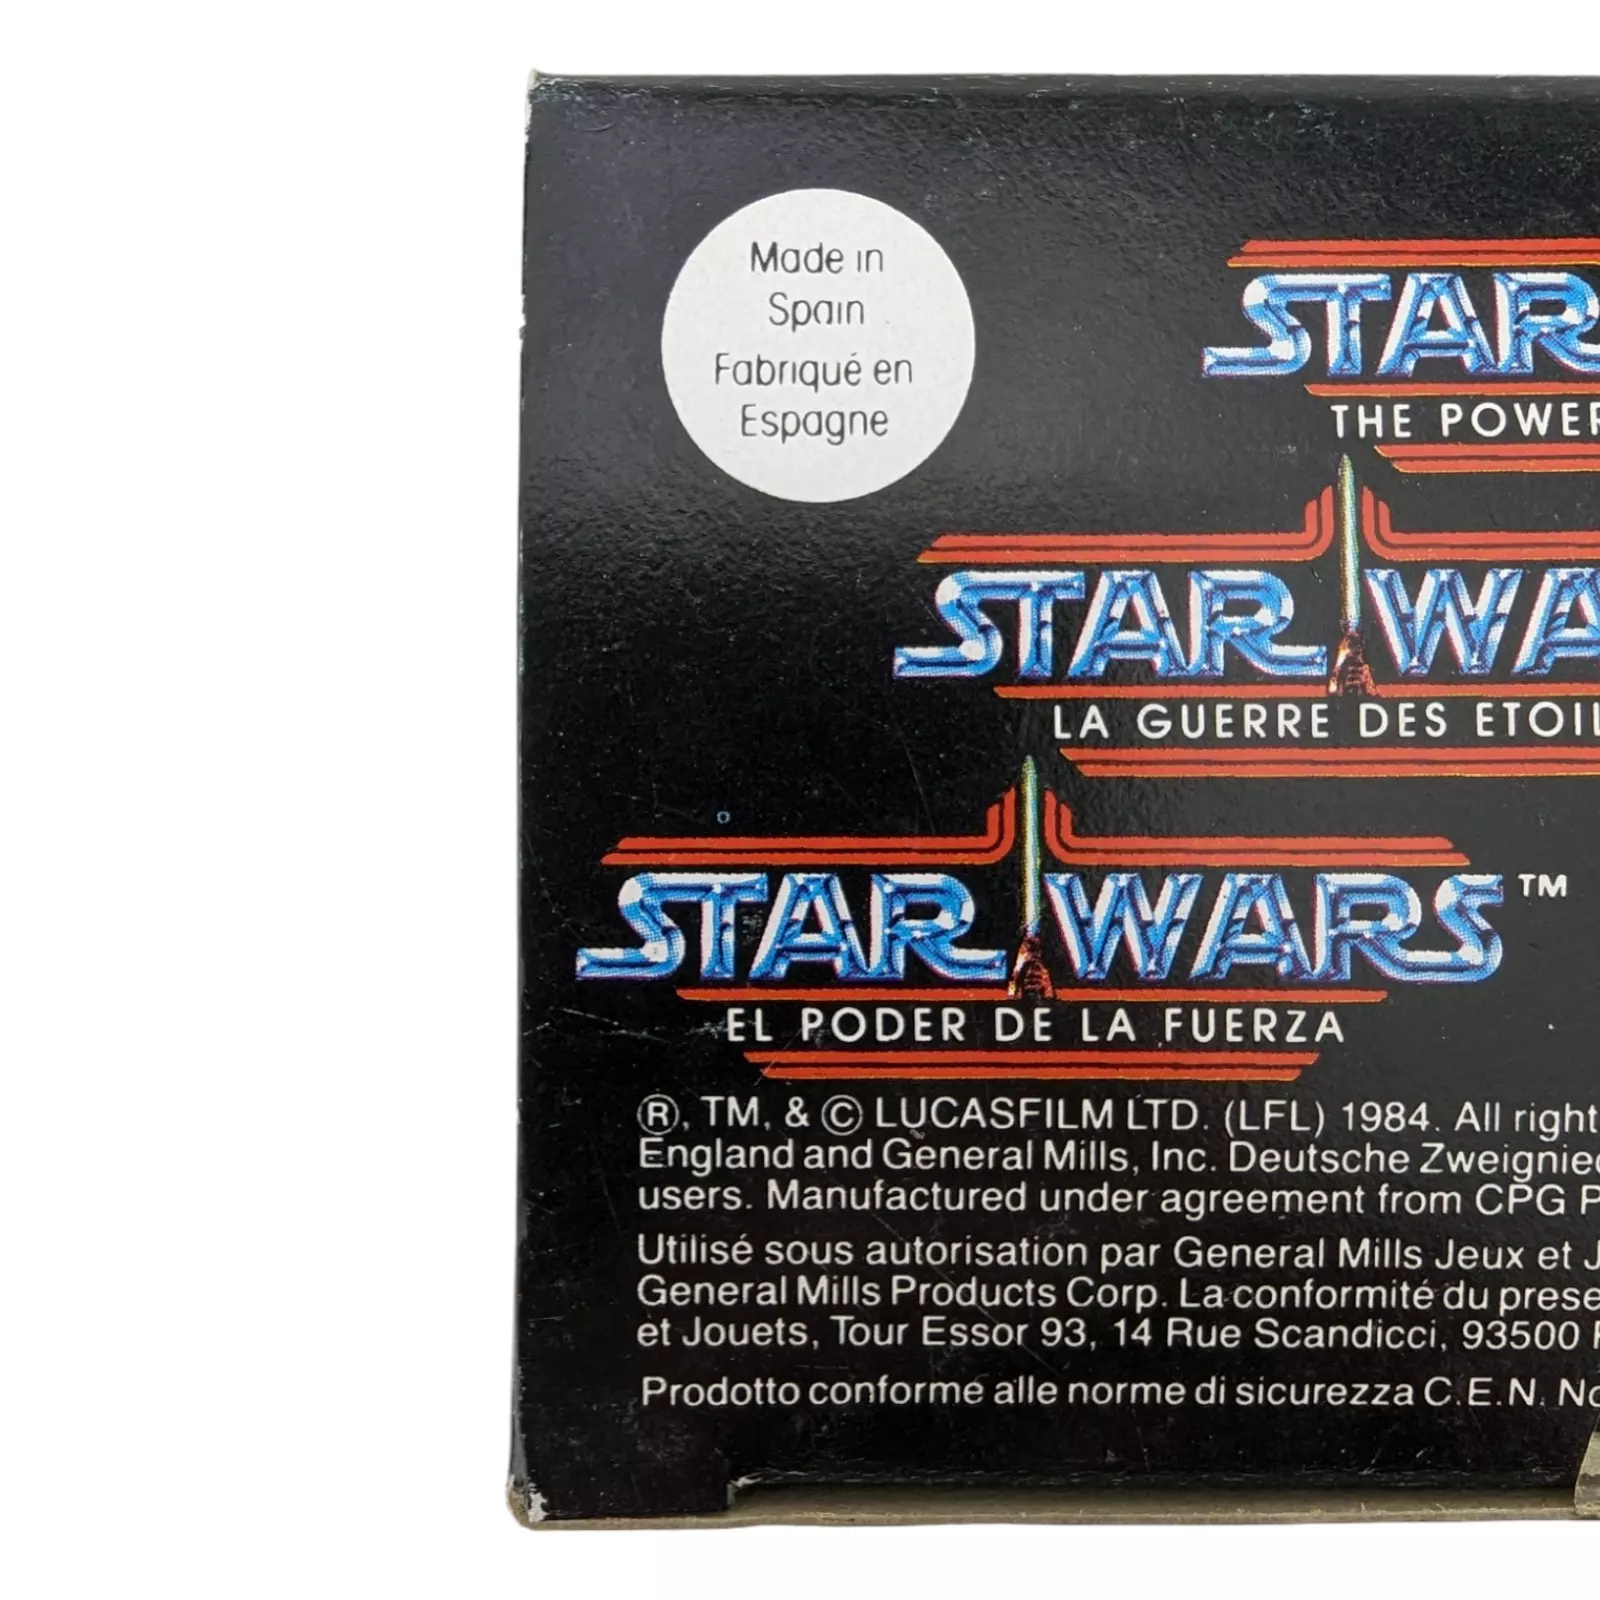 Made in
Spain
Fabriqué en
Espagne
STAR
THE POWER
STAR WA
LA GUERRE DES ETOIL
STAR WARS™
EL PODER DE LA FUERZA
®, TM, & © LUCASFILM LTD. (LFL) 1984. All right
England and General Mills, Inc. Deutsche Zweignied
users. Manufactured under agreement from CPG P
Utilisé sous autorisation par General Mills Jeux et J
General Mills Products Corp. La conformité du prese
et Jouets, Tour Essor 93, 14 Rue Scandicci, 93500
Prodotto conforme alle norme di sicurezza C.E.N. No